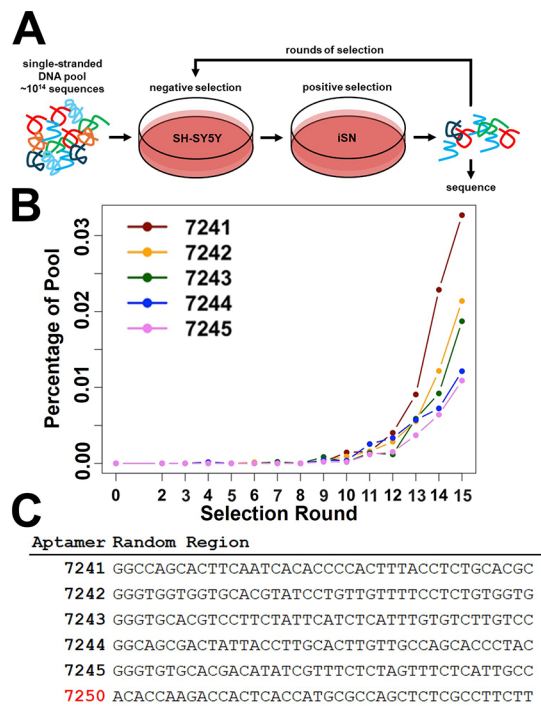 A
single-stranded
DNA pool
~10¹⁴ sequences
rounds of selection
negative selection
positive selection
SH-SY5Y
iSN
sequence
B
7241
7242
7243
7244
7245
Percentage of Pool
0.03
0.02
0.01
0.00
0 2 3 4 5 6 7 8 9 10 11 12 13 14 15
Selection Round
C
Aptamer Random Region
7241 GGCCAGCACTTCAATCACACCCCACTTTACCTCTGCACGC
7242 GGGTGGTGGTGCACGTATCCTGTTGTTTTCCTCTGTGGTG
7243 GGGTGCACGTCCTTCTATTCATCTCATTTGTGTCTTGTCC
7244 GGCAGCGACTATTACCTTGCACTTGTTGCCAGCACCCTAC
7245 GGGTGTGCACGACATATCGTTTCTCTAGTTTCTCATTGCC
7250 ACACCAAGACCACTCACCATGCGCCAGCTCTCGCCTTCTT